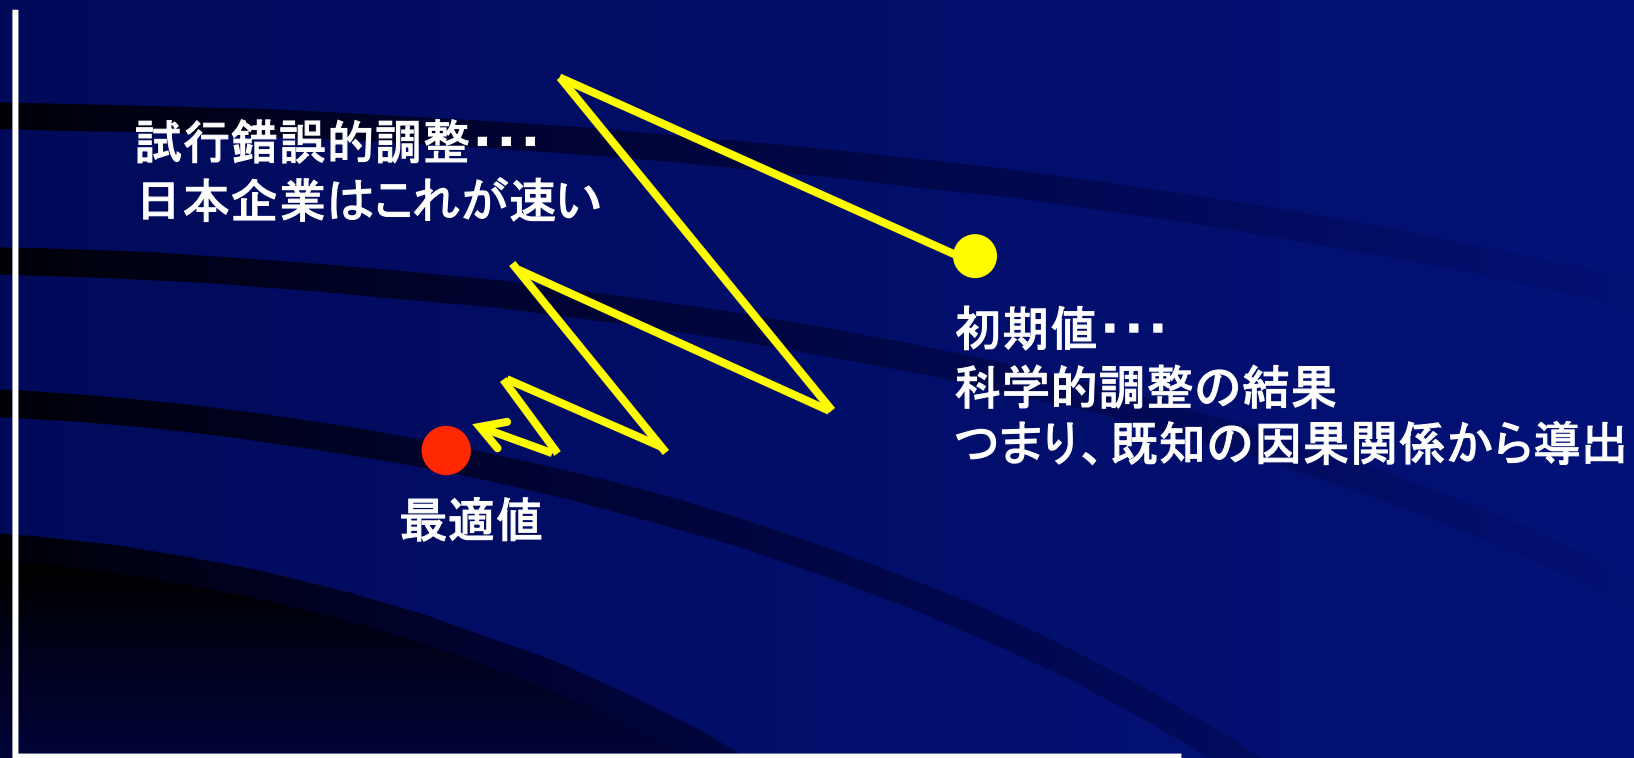 試行錯誤的調整・・・
日本企業はこれが速い
初期値・・・
科学的調整の結果
つまり、既知の因果関係から導出
最適値